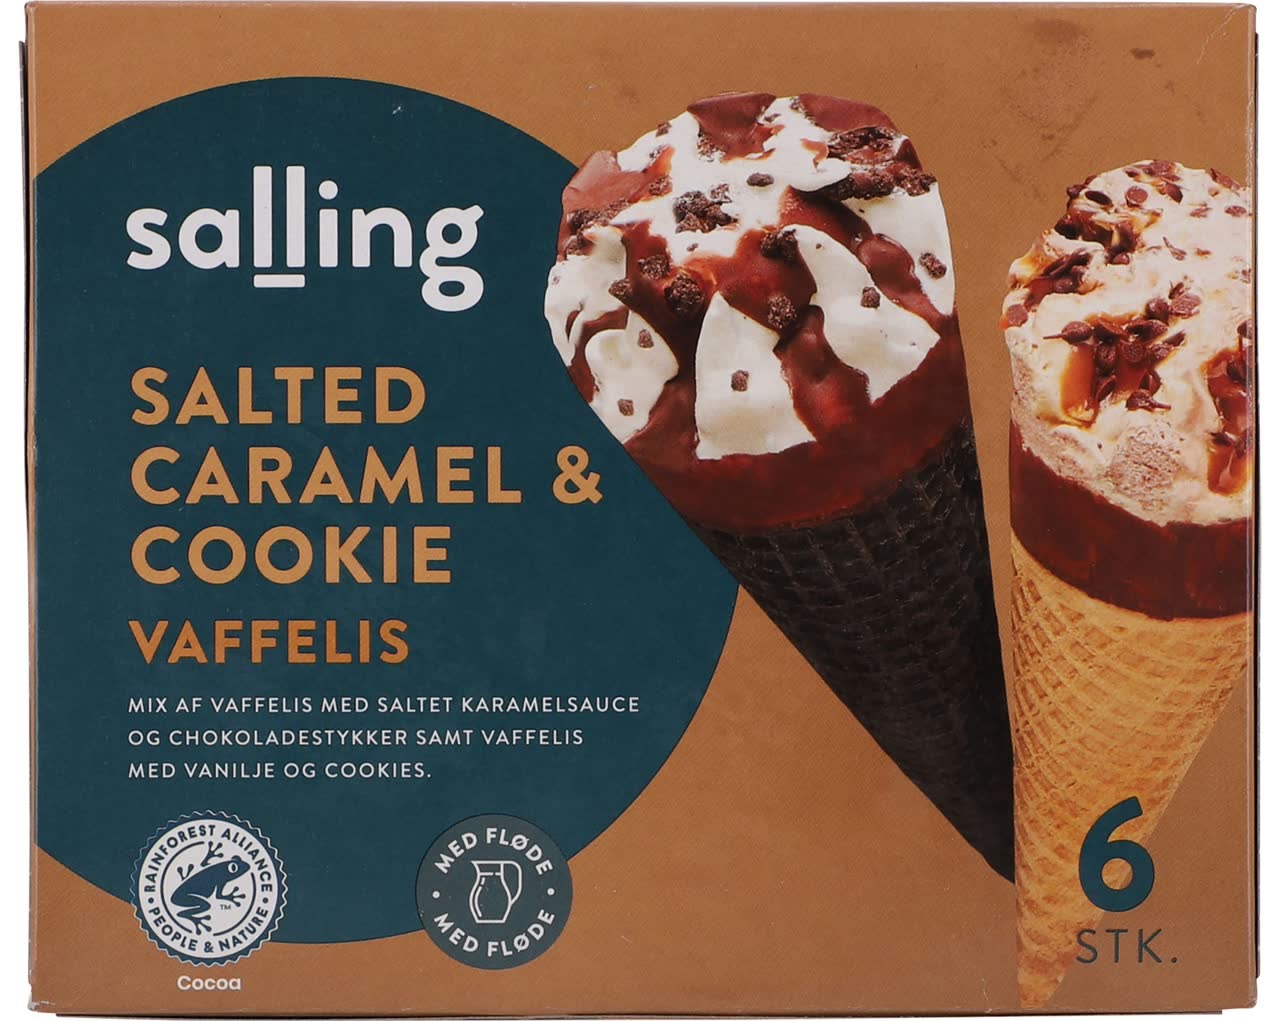 salling
SALTED
CARAMEL &
COOKIE
VAFFELIS
MIX AF VAFFELIS MED SALTET KARAMELSAUCE
OG CHOKOLADESTYKKER SAMT VAFFELIS
MED VANILJE OG COOKIES.
RAINFOREST ALLIANCE
PEOPLE & NATURE
TM
Cocoa
MED FLØDE
MED FLØDE
6
STK.